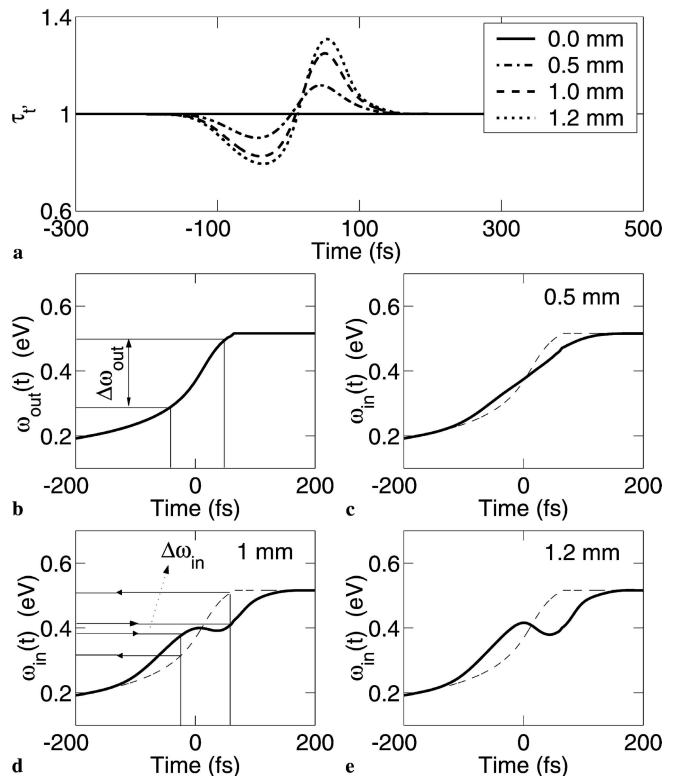 1.4
1
0.6
τt'
0.0 mm
0.5 mm
1.0 mm
1.2 mm
-300 -100 100 300 500
Time (fs)
a
0.6
0.4
0.2
ωout(t) (eV)
Δωout
-200 0 200
Time (fs)
b
0.6
0.4
0.2
ωin(t) (eV)
0.5 mm
-200 0 200
Time (fs)
c
0.6
0.4
0.2
ωin(t) (eV)
Δωin
1 mm
-200 0 200
Time (fs)
d
0.6
0.4
0.2
ωin(t) (eV)
1.2 mm
-200 0 200
Time (fs)
e